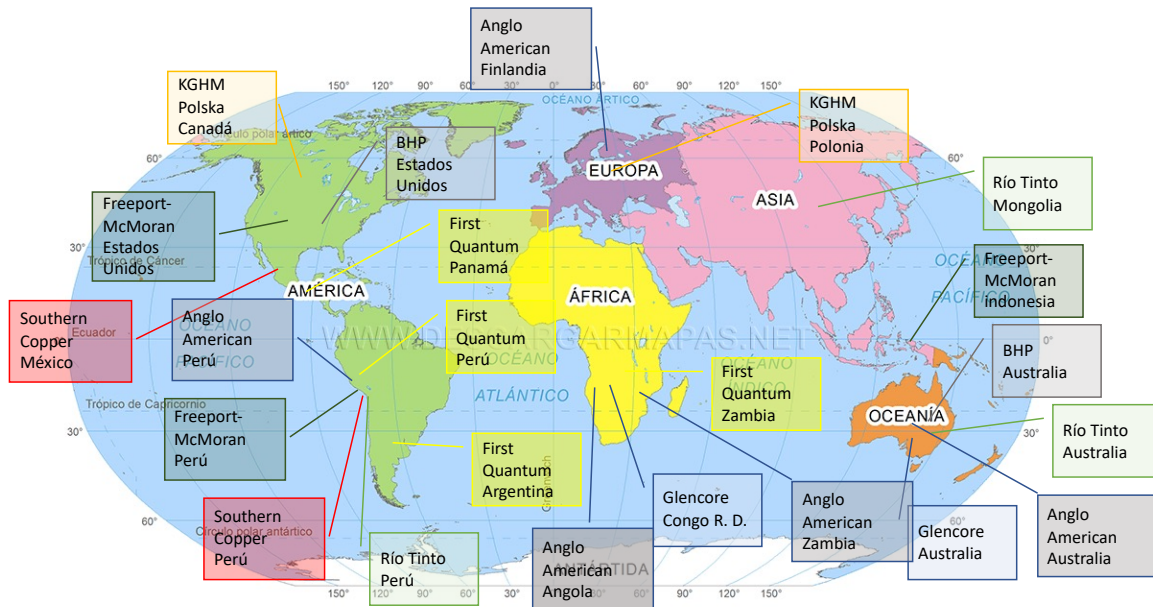 Anglo
American
Finlandia
KGHM
Polska
Canadá
KGHM
Polska
Polonia
BHP
Estados
Unidos
Río Tinto
Mongolia
Freeport-
McMoran
Estados
Unidos
First
Quantum
Panamá
Freeport-
McMoran
indonesia
Southern
Copper
México
Anglo
American
Perú
First
Quantum
Perú
BHP
Australia
First
Quantum
Zambia
Freeport-
McMoran
Perú
Río Tinto
Australia
First
Quantum
Argentina
Southern
Copper
Perú
Río Tinto
Perú
Anglo
American
Angola
Glencore
Congo R. D.
Anglo
American
Zambia
Glencore
Australia
Anglo
American
Australia
150° 120° 90° 60° 30° 0° 30° 60° 90° 120° 150°
OCÉANO ÁRTICO
Círculo polar ártico
60° 60°
EUROPA
ASIA
30° 30°
Trópico de Cáncer
AMÉRICA
ÁFRICA
OCÉANO
PACÍFICO
Ecuador
0°
OCÉANO
PACÍFICO
WWW.DESCARGARMAPAS.NET
OCÉANO
ATLÁNTICO
OCÉANO
ÍNDICO
Trópico de Capricornio
OCEANÍA
30° 30°
Greenwich
60° 60°
Círculo polar antártico
ANTÁRTIDA
150° 120° 90° 60° 30° 0° 30° 60° 90° 120° 150°